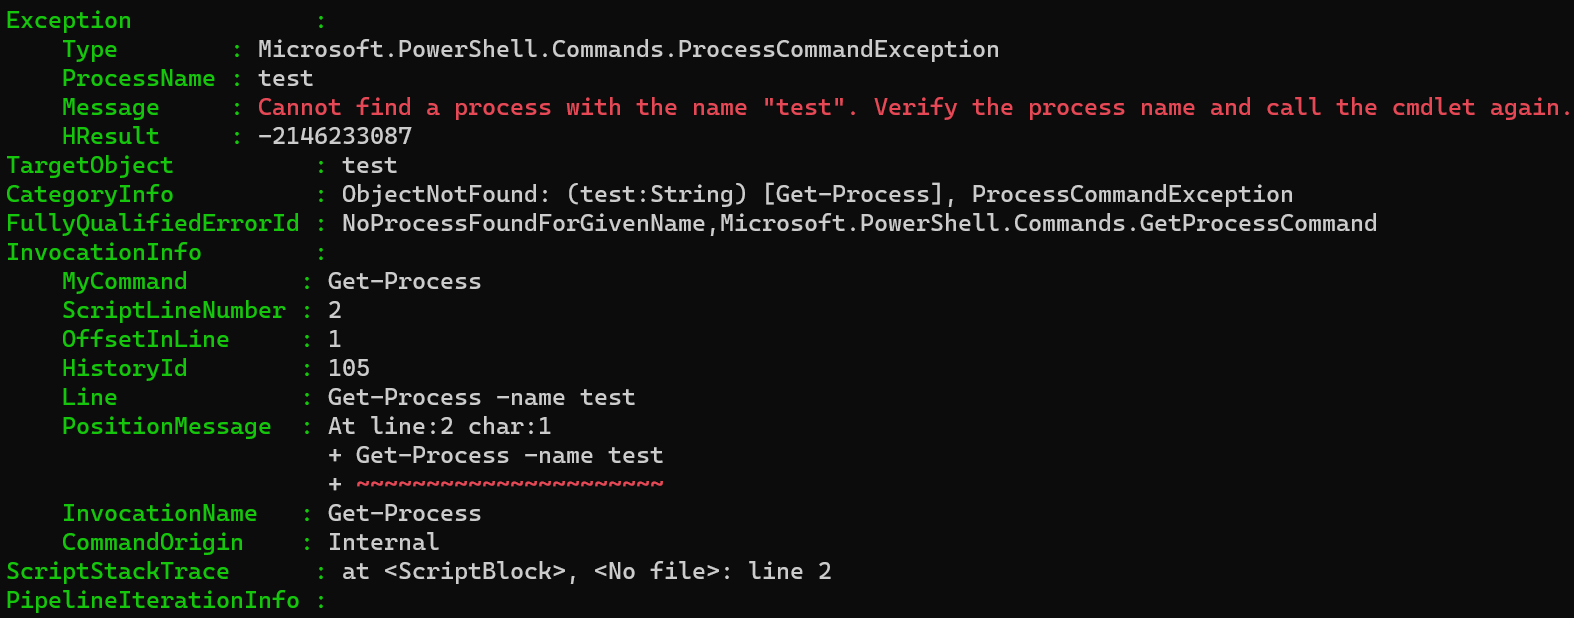 Exception             :
    Type        : Microsoft.PowerShell.Commands.ProcessCommandException
    ProcessName : test
    Message     : Cannot find a process with the name "test". Verify the process name and call the cmdlet again.
    HResult     : -2146233087
TargetObject          : test
CategoryInfo          : ObjectNotFound: (test:String) [Get-Process], ProcessCommandException
FullyQualifiedErrorId : NoProcessFoundForGivenName,Microsoft.PowerShell.Commands.GetProcessCommand
InvocationInfo        :
    MyCommand        : Get-Process
    ScriptLineNumber : 2
    OffsetInLine     : 1
    HistoryId        : 105
    Line             : Get-Process -name test
    PositionMessage  : At line:2 char:1
                       + Get-Process -name test
                       + ~~~~~~~~~~~~~~~~~~~~~~
    InvocationName   : Get-Process
    CommandOrigin    : Internal
ScriptStackTrace      : at <ScriptBlock>, <No file>: line 2
PipelineIterationInfo :